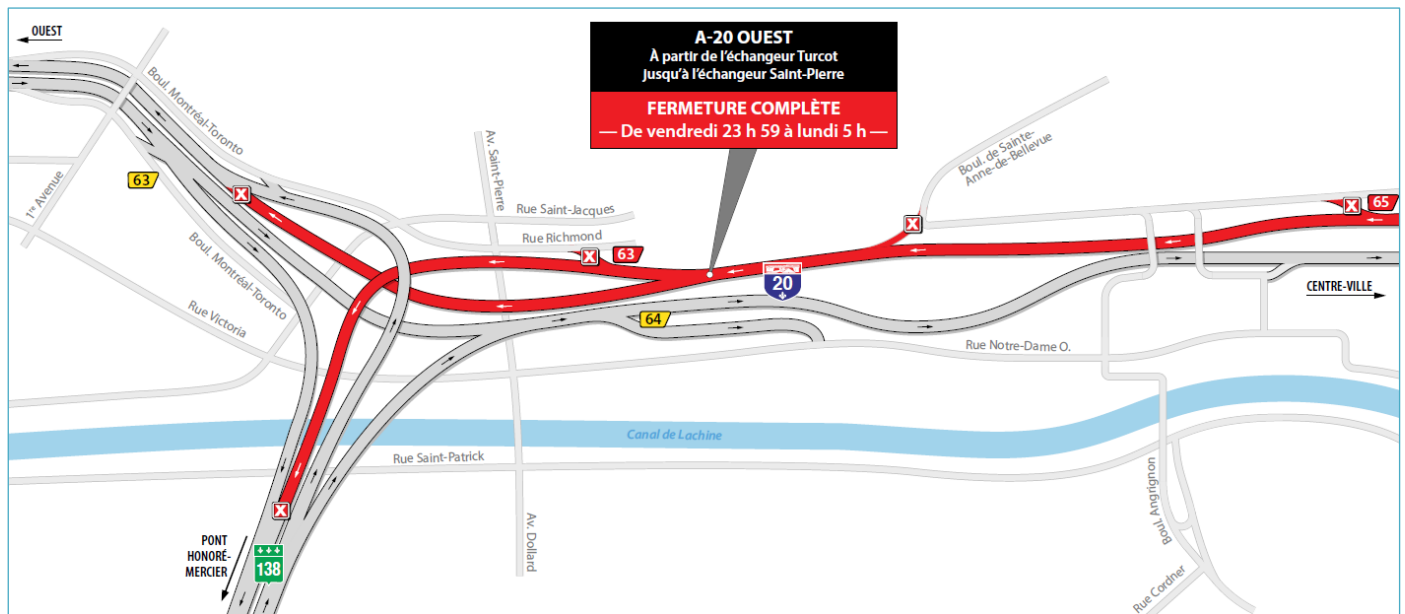 OUEST
A-20 OUEST
À partir de l'échangeur Turcot
jusqu'à l'échangeur Saint-Pierre
FERMETURE COMPLÈTE
— De vendredi 23 h 59 à lundi 5 h —
Boul. Montréal-Toronto
Av. Saint-Pierre
Boul. de Sainte-
Anne-de-Bellevue
63
1re Avenue
X
Rue Saint-Jacques
X
X
65
Rue Richmond
X
63
Boul. Montréal-Toronto
20
CENTRE-VILLE
Rue Victoria
64
Rue Notre-Dame O.
Canal de Lachine
Rue Saint-Patrick
Boul. Angrignon
X
Av. Dollard
PONT
HONORÉ-
MERCIER
138
Rue Cordner